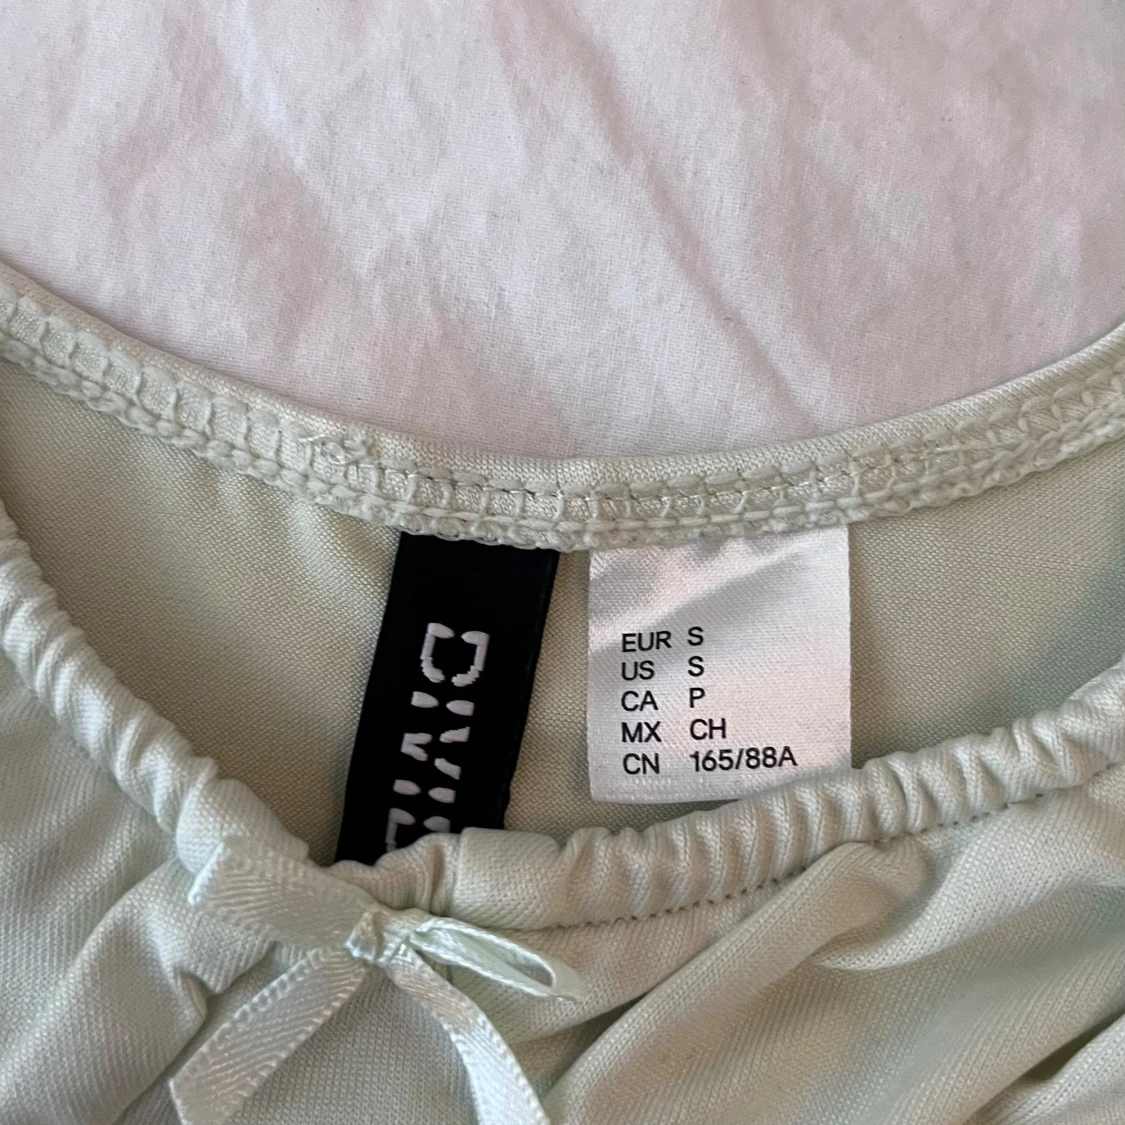 EUR S
US S
CA P
MX CH
CN 165/88A